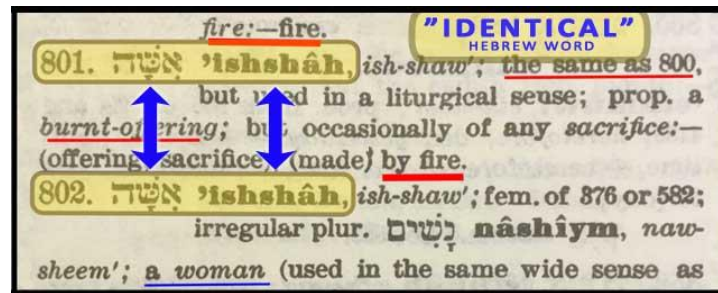 fire:—fire.
"IDENTICAL"
HEBREW WORD
801. אִשָּׁה ’ishshâh, ish-shaw'; the same as 800,
but used in a liturgical sense; prop. a
burnt-offering; but occasionally of any sacrifice:—
(offering, sacrifice), (made) by fire.
802. אִשָּׁה ’ishshâh, ish-shaw'; fem. of 376 or 582;
irregular plur. נָשִׁים nâshîym, naw-
sheem'; a woman (used in the same wide sense as